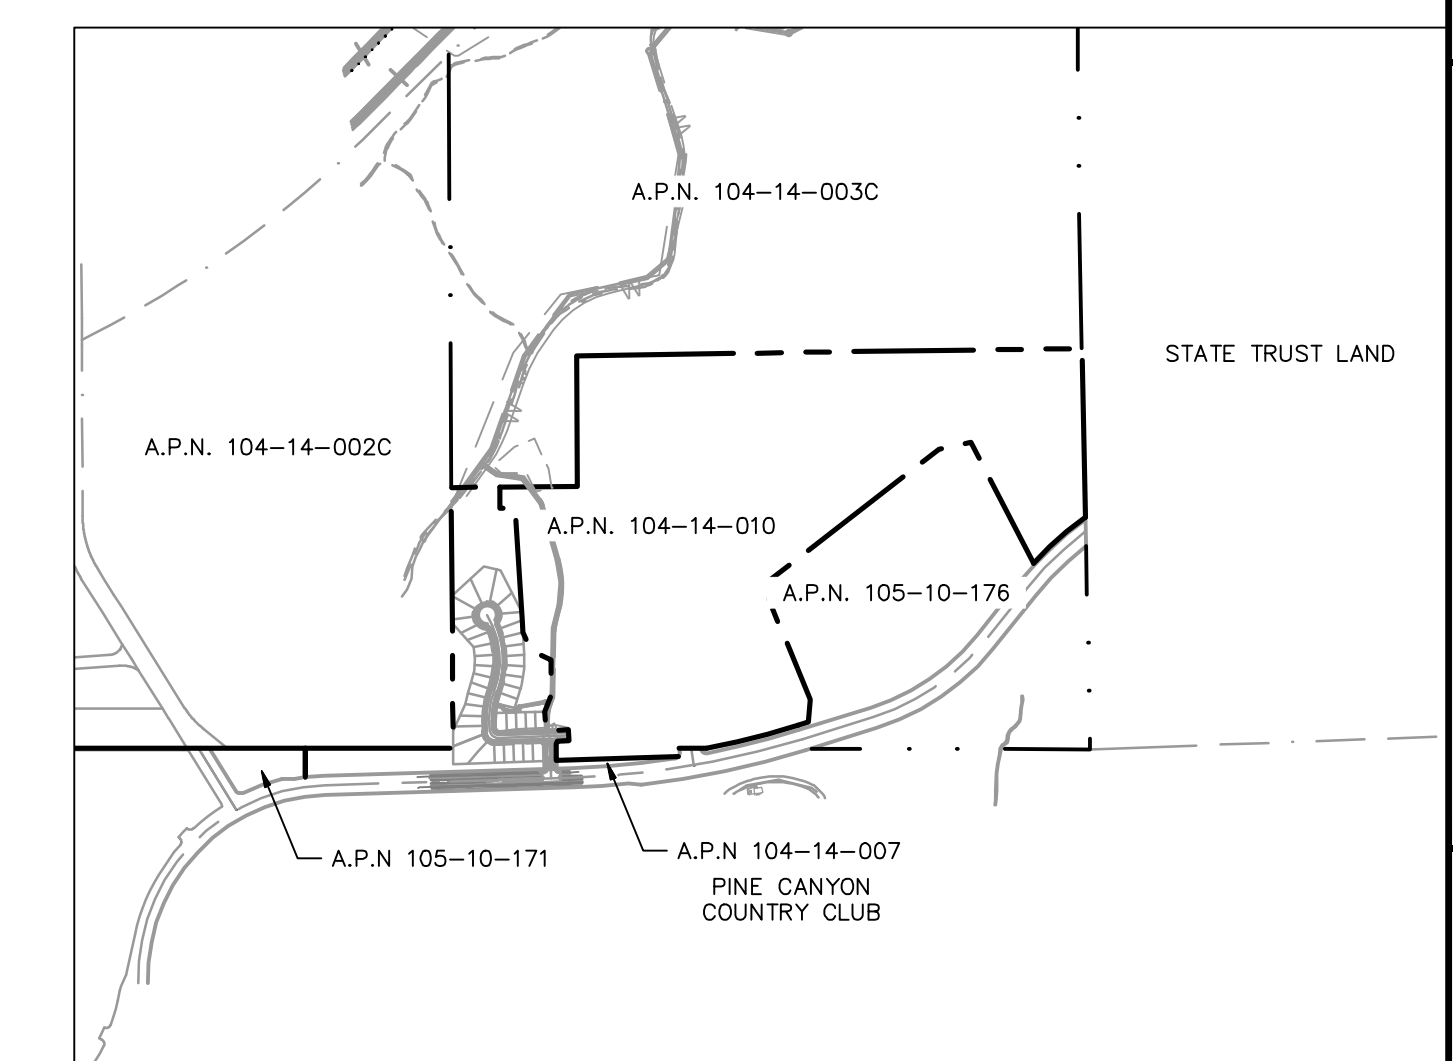 A.P.N. 104-14-003C
STATE TRUST LAND
A.P.N. 104-14-002C
A.P.N. 104-14-010
A.P.N. 105-10-176
A.P.N 105-10-171
A.P.N 104-14-007
PINE CANYON
COUNTRY CLUB